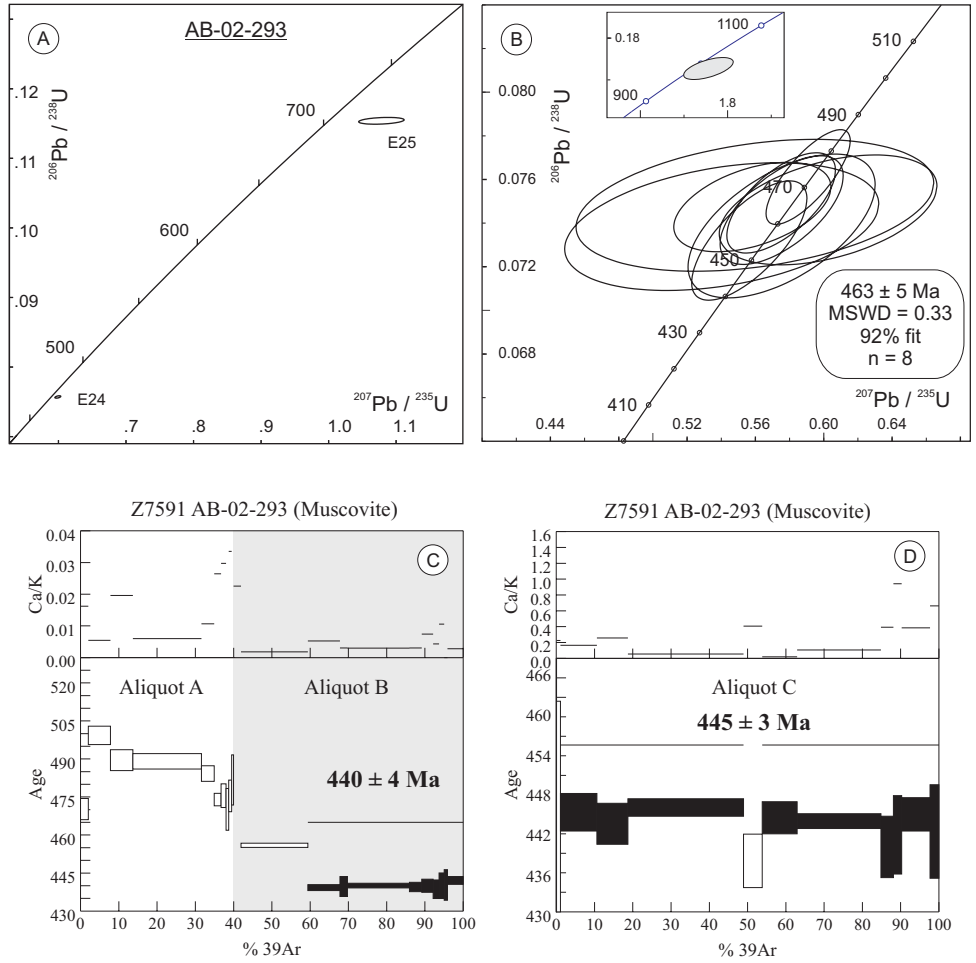 A
AB-02-293
206Pb / 238U
.12
.11
.10
.09
700
600
500
E25
E24
207Pb / 235U
.7
.8
.9
1.0
1.1
B
1100
0.18
900
1.8
510
490
470
450
430
410
206Pb / 238U
0.080
0.076
0.072
0.068
463 ± 5 Ma
MSWD = 0.33
92% fit
n = 8
207Pb / 235U
0.44
0.52
0.56
0.60
0.64
Z7591 AB-02-293 (Muscovite)
C
Ca/K
0.04
0.03
0.02
0.01
0.00
Aliquot A
Aliquot B
440 ± 4 Ma
Age
520
505
490
475
460
445
430
0 10 20 30 40 50 60 70 80 90 100
% 39Ar
Z7591 AB-02-293 (Muscovite)
D
Ca/K
1.6
1.4
1.2
1.0
0.8
0.6
0.4
0.2
0.0
Aliquot C
445 ± 3 Ma
Age
466
460
454
448
442
436
430
0 10 20 30 40 50 60 70 80 90 100
% 39Ar